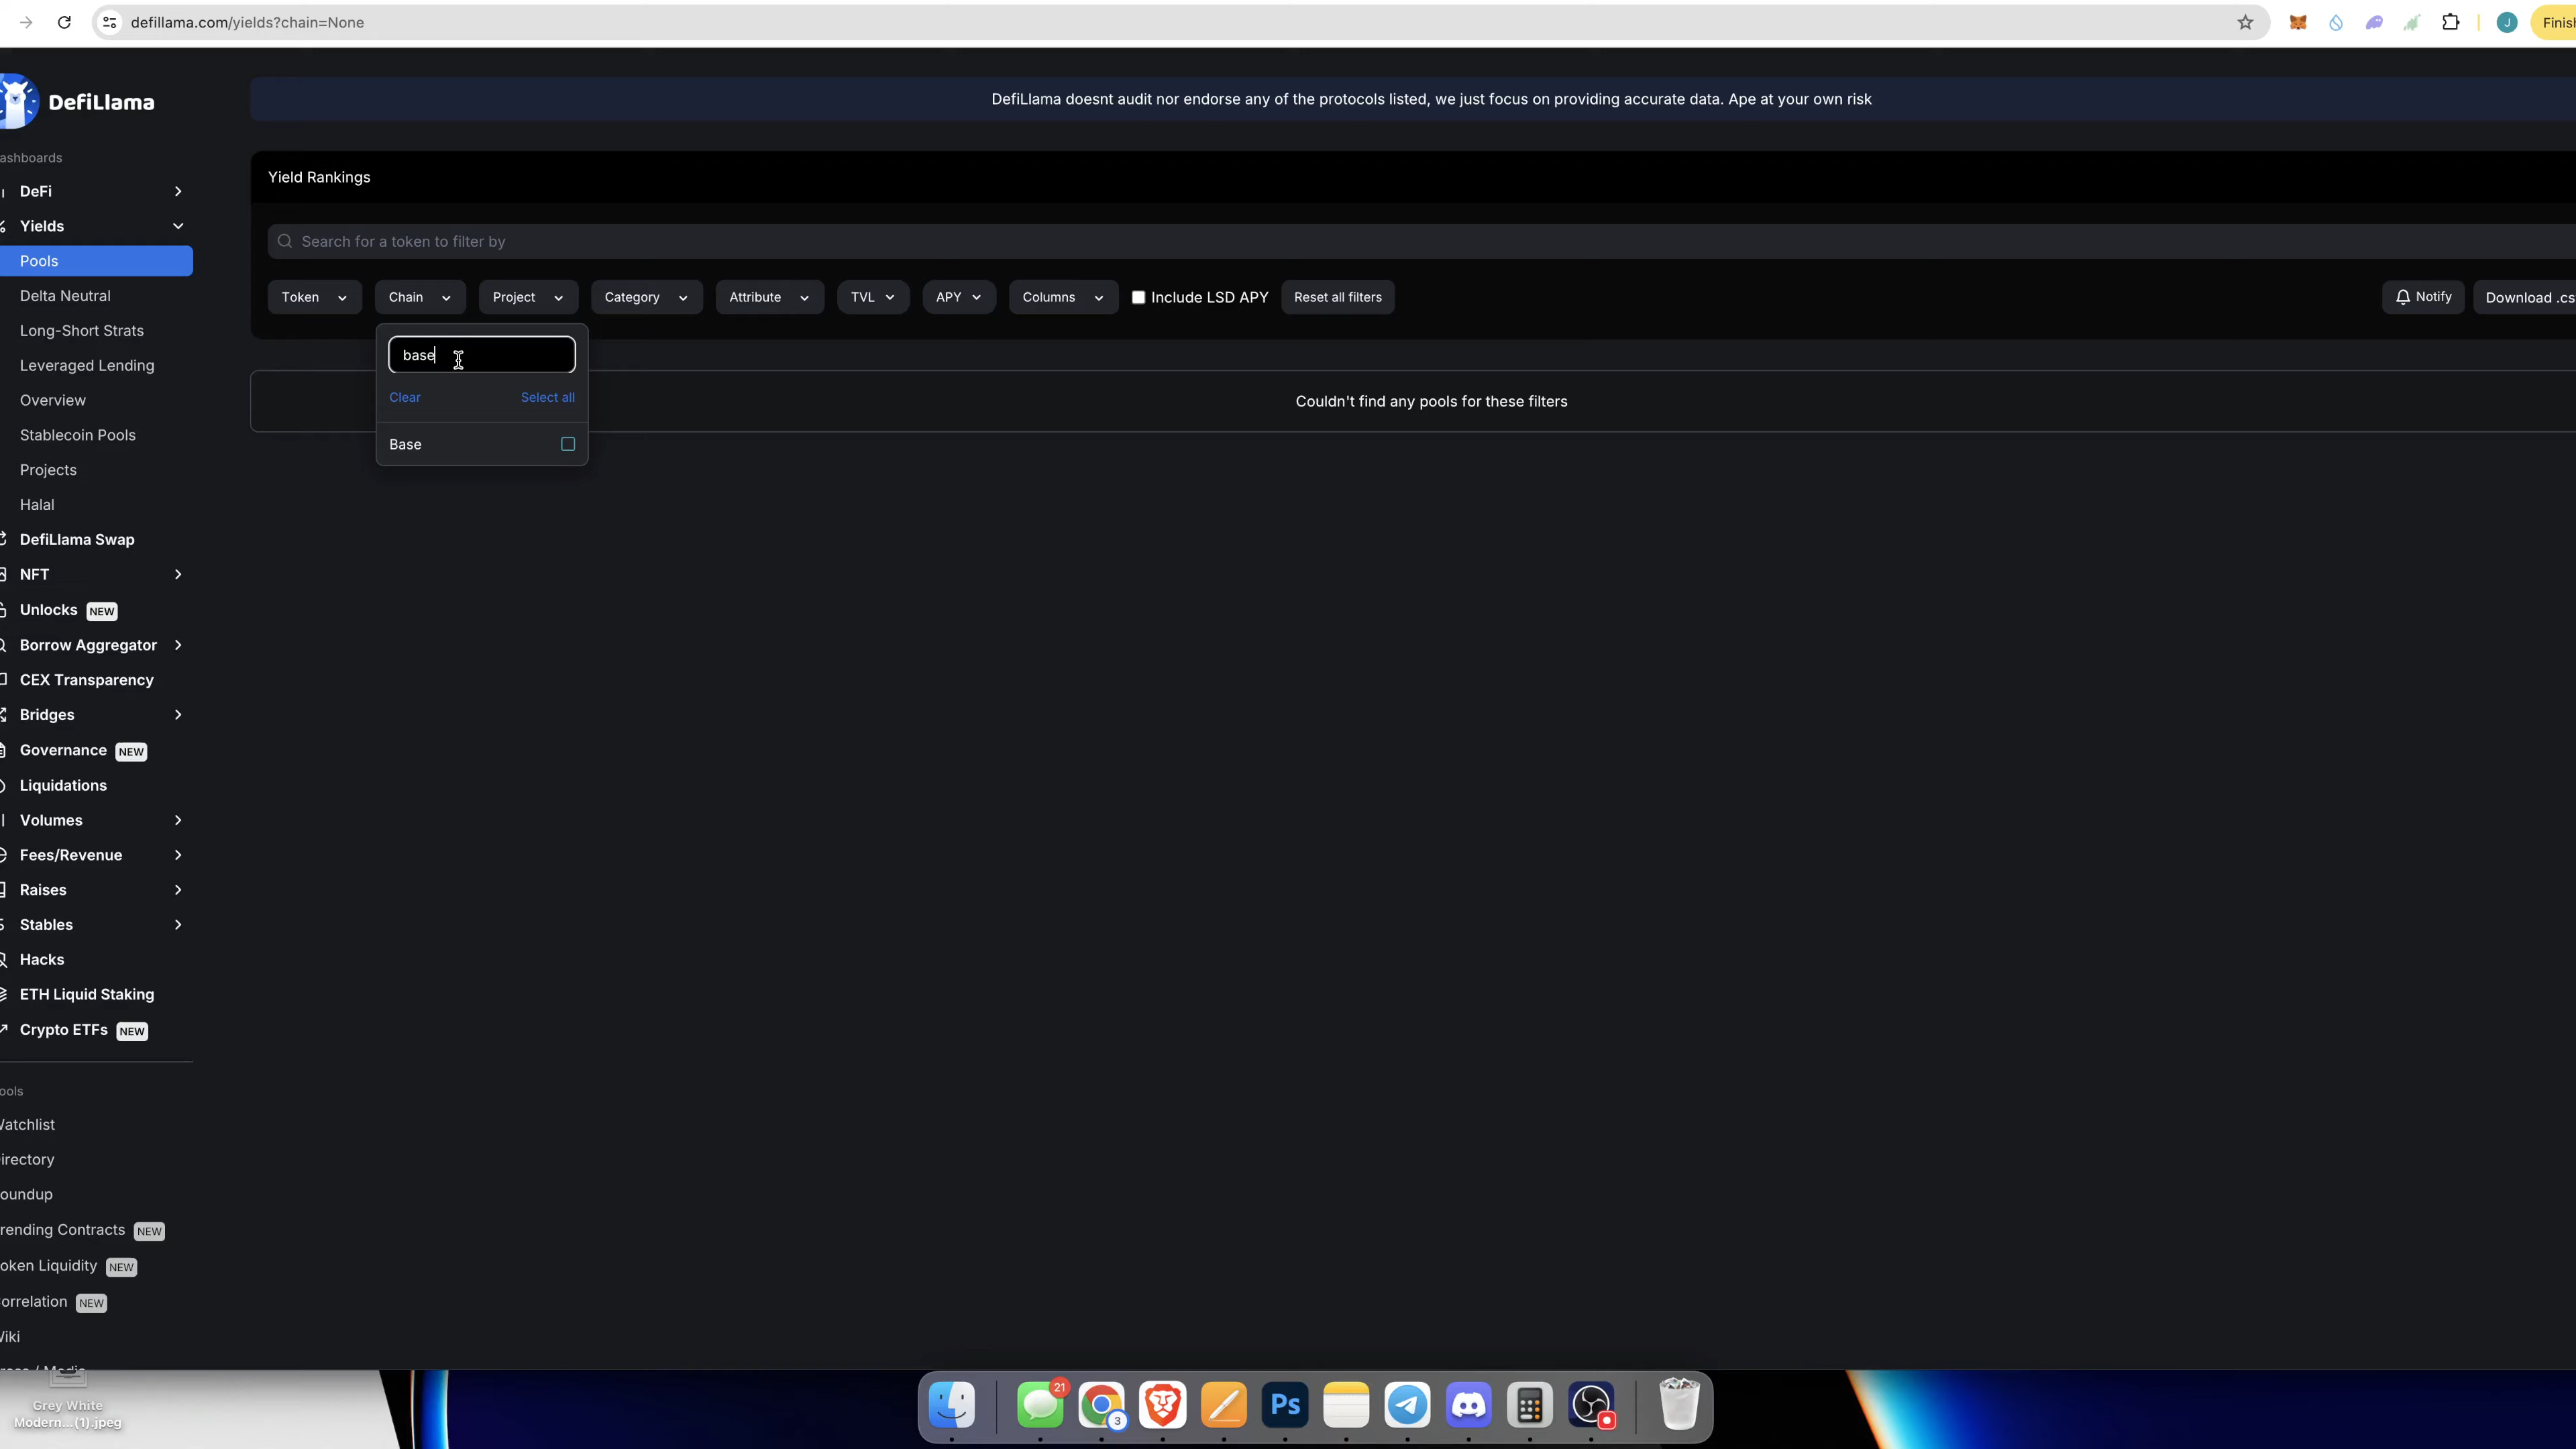 defillama.com/yields?chain=None
J
Finish
DefiLlama
DefiLlama doesnt audit nor endorse any of the protocols listed, we just focus on providing accurate data. Ape at your own risk
ashboards
DeFi
Yields
Pools
Delta Neutral
Long-Short Strats
Leveraged Lending
Overview
Stablecoin Pools
Projects
Halal
DefiLlama Swap
NFT
Unlocks NEW
Borrow Aggregator
CEX Transparency
Bridges
Governance NEW
Liquidations
Volumes
Fees/Revenue
Raises
Stables
Hacks
ETH Liquid Staking
Crypto ETFs NEW
ools
Watchlist
irectory
oundup
rending Contracts NEW
oken Liquidity NEW
orrelation NEW
Wiki
Yield Rankings
Search for a token to filter by
Token Chain Project Category Attribute TVL APY Columns Include LSD APY Reset all filters Notify Download .cs
base
Clear Select all
Base
Couldn't find any pools for these filters
Grey White
Modern...(1).jpeg
21
3
Ps